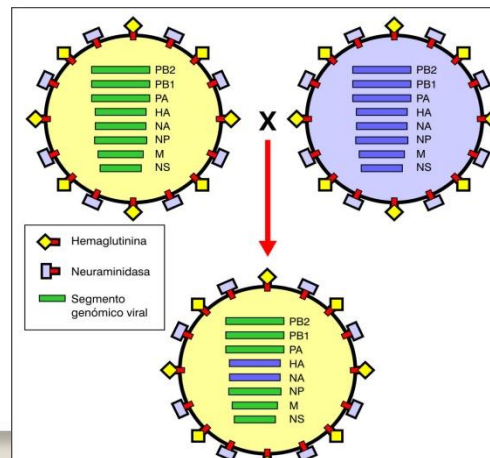 PB2
PB1
PA
HA
NA
NP
M
NS
X
PB2
PB1
PA
HA
NA
NP
M
NS
Hemaglutinina
Neuraminidasa
Segmento
genómico viral
PB2
PB1
PA
HA
NA
NP
M
NS